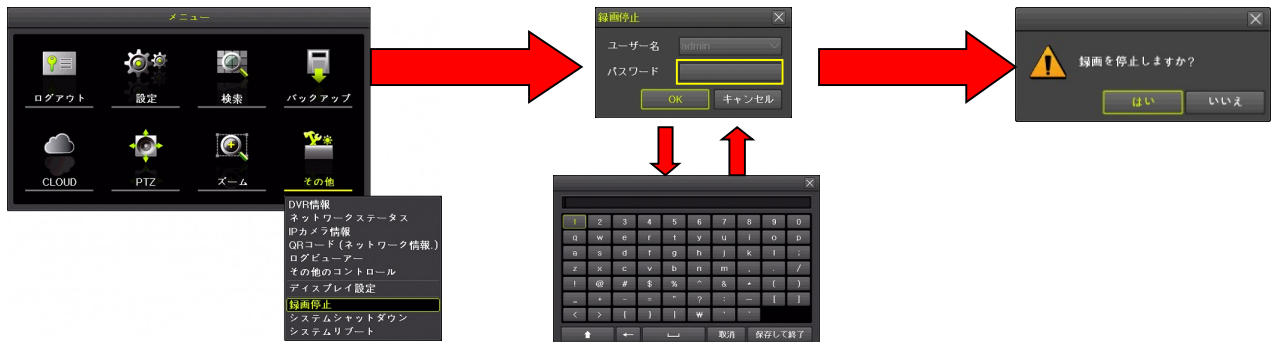 メニュー
ログアウト 設定 検索 バックアップ
CLOUD PTZ ズーム その他
DVR情報
ネットワークステータス
IPカメラ情報
QRコード (ネットワーク情報.)
ログビューアー
その他のコントロール
ディスプレイ設定
録画停止
システムシャットダウン
システムリブート
録画停止
ユーザー名 admin
パスワード
OK キャンセル
1 2 3 4 5 6 7 8 9 0
q w e r t y u i o p
a s d f g h j k l ;
z x c v b n m , . /
! @ # $ % ^ & * ( )
_ + - = " ? : — [ ]
< > { } | ₩
取消 保存して終了
録画を停止しますか?
はい いいえ